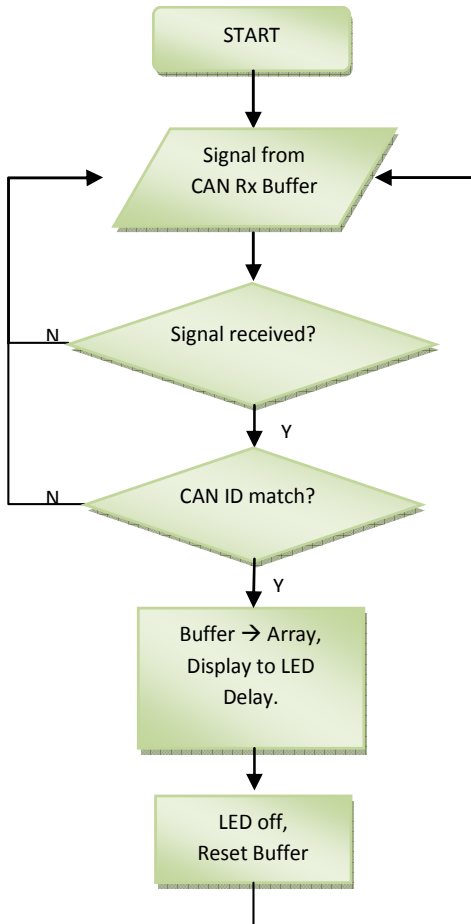 START
Signal from
CAN Rx Buffer
Signal received?
N
Y
CAN ID match?
N
Y
Buffer → Array,
Display to LED
Delay.
LED off,
Reset Buffer